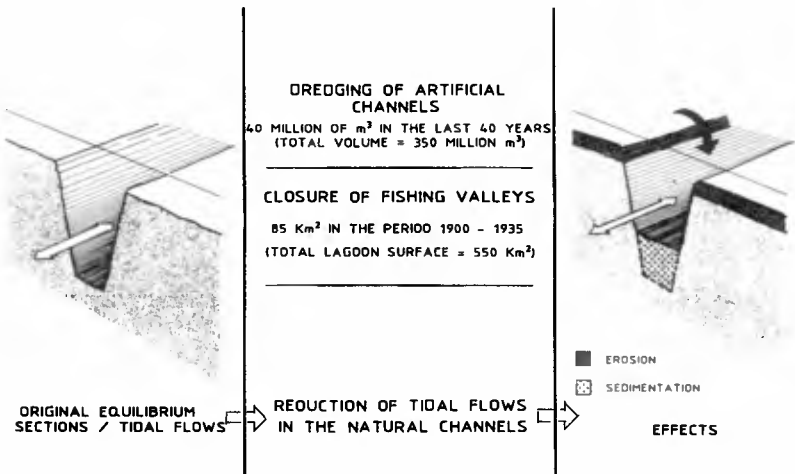 DREDGING OF ARTIFICIAL
CHANNELS
40 MILLION OF m³ IN THE LAST 40 YEARS
(TOTAL VOLUME = 350 MILLION m³)
CLOSURE OF FISHING VALLEYS
85 Km² IN THE PERIOD 1900 - 1935
(TOTAL LAGOON SURFACE = 550 Km²)
EROSION
SEDIMENTATION
ORIGINAL EQUILIBRIUM
SECTIONS / TIDAL FLOWS
REDUCTION OF TIDAL FLOWS
IN THE NATURAL CHANNELS
EFFECTS